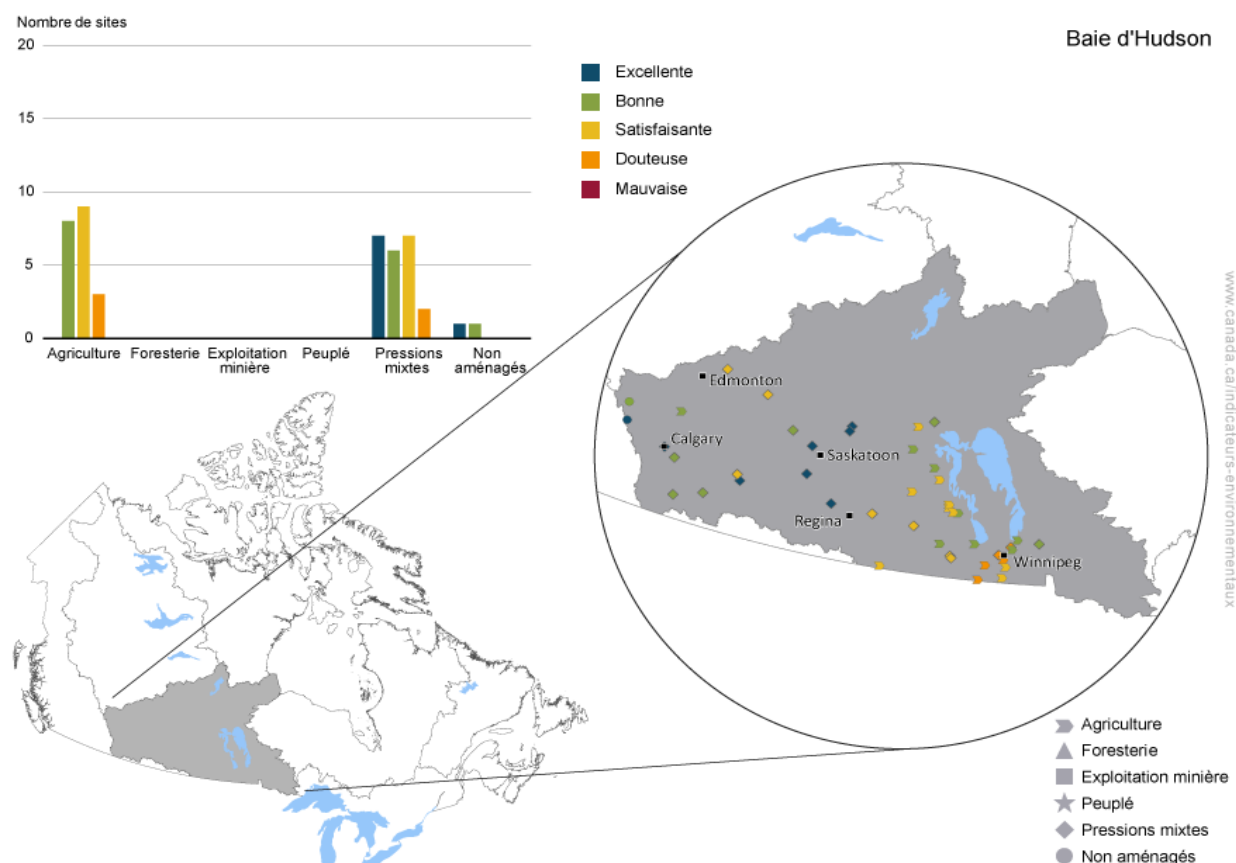 Nombre de sites
20
15
10
5
0
Agriculture
Foresterie
Exploitation
minière
Peuplé
Pressions
mixtes
Non
aménagés
Excellente
Bonne
Satisfaisante
Douteuse
Mauvaise
Baie d'Hudson
Edmonton
Calgary
Saskatoon
Regina
Winnipeg
www.canada.ca/indicateurs-environnementaux
Agriculture
Foresterie
Exploitation minière
Peuplé
Pressions mixtes
Non aménagés